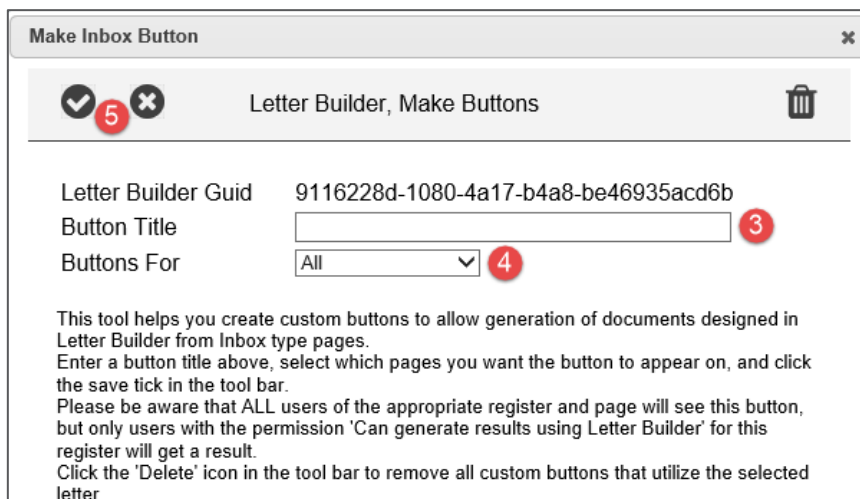 Make Inbox Button
5
Letter Builder, Make Buttons
Letter Builder Guid 9116228d-1080-4a17-b4a8-be46935acd6b
Button Title 3
Buttons For All 4
This tool helps you create custom buttons to allow generation of documents designed in
Letter Builder from Inbox type pages.
Enter a button title above, select which pages you want the button to appear on, and click
the save tick in the tool bar.
Please be aware that ALL users of the appropriate register and page will see this button,
but only users with the permission 'Can generate results using Letter Builder' for this
register will get a result.
Click the 'Delete' icon in the tool bar to remove all custom buttons that utilize the selected
letter